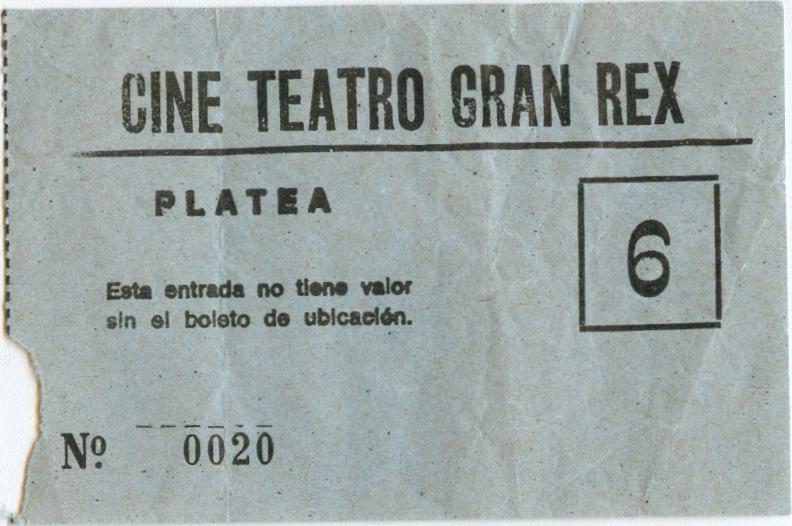 CINE TEATRO GRAN REX
PLATEA
6
Esta entrada no tiene valor
sin el boleto de ubicación.
Nº. 0020